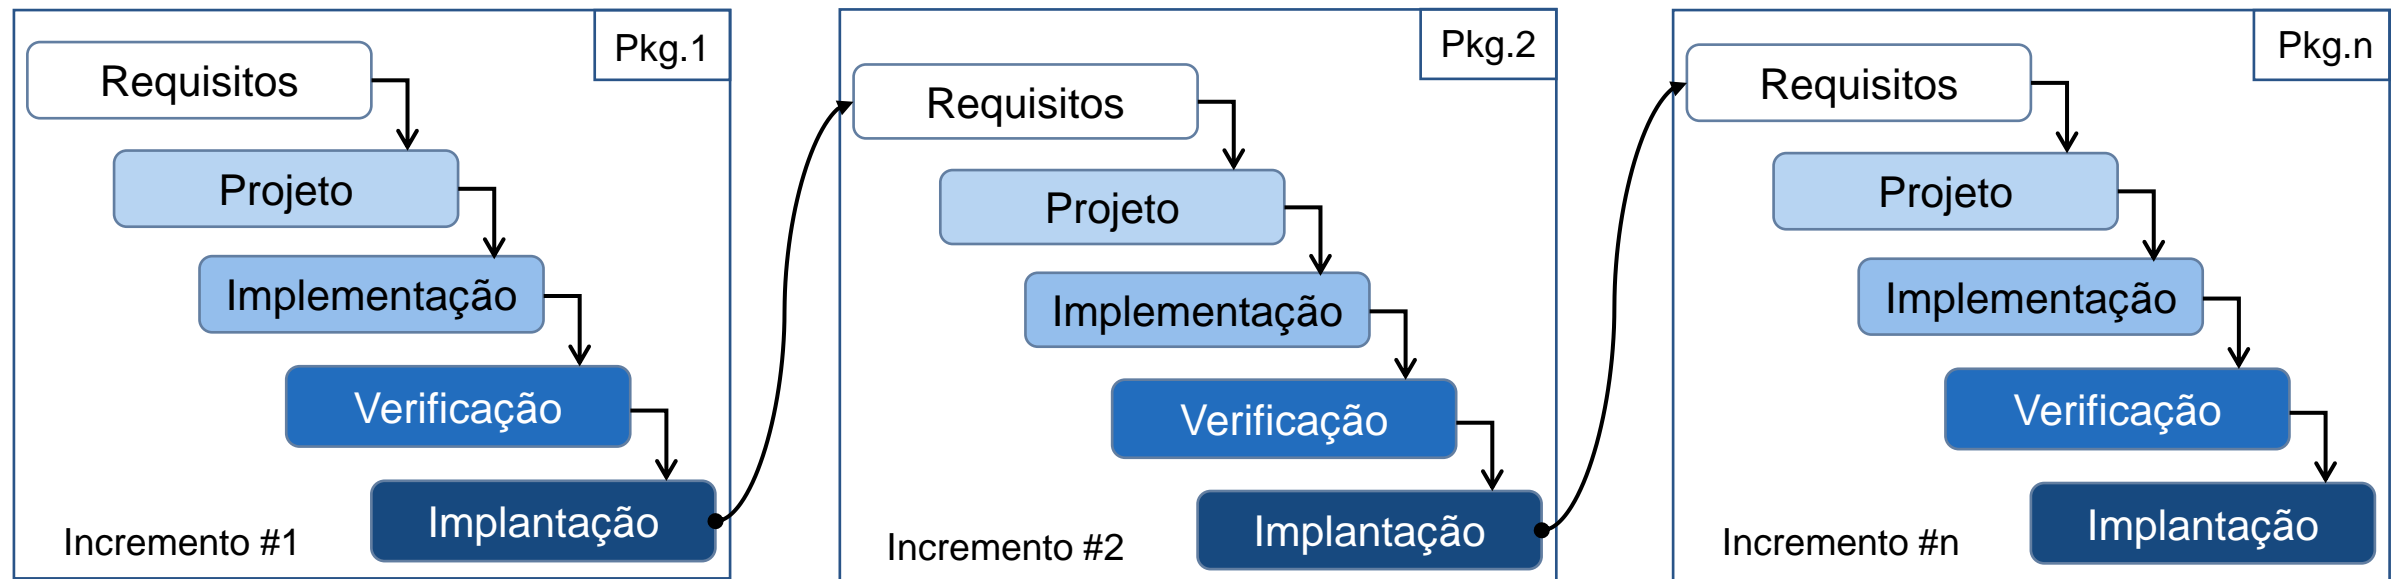 Pkg.1
Requisitos
Projeto
Implementação
Verificação
Implantação
Incremento #1
Pkg.2
Requisitos
Projeto
Implementação
Verificação
Implantação
Incremento #2
Pkg.n
Requisitos
Projeto
Implementação
Verificação
Implantação
Incremento #n